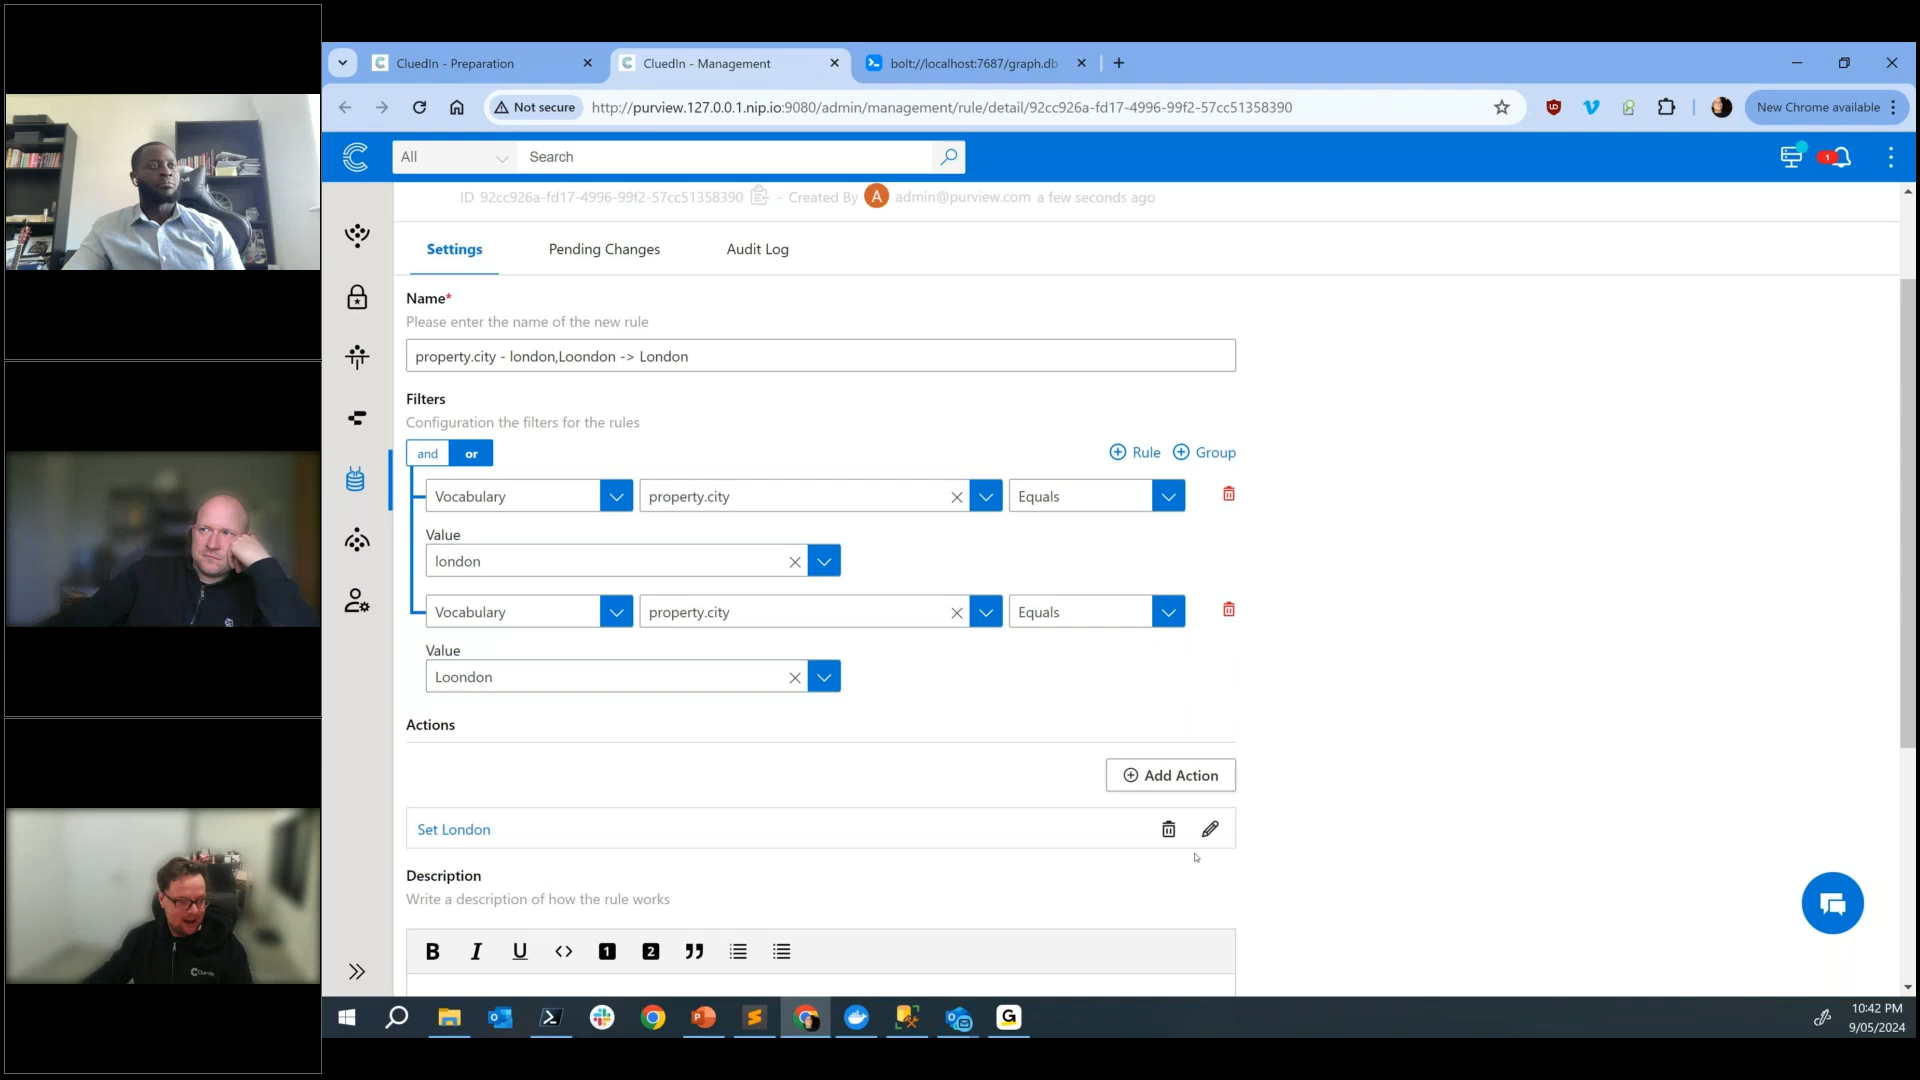 CluedIn - Preparation
CluedIn - Management
bolt://localhost:7687/graph.db
Not secure
http://purview.127.0.0.1.nip.io:9080/admin/management/rule/detail/92cc926a-fd17-4996-99f2-57cc51358390
New Chrome available
All
Search
1
ID 92cc926a-fd17-4996-99f2-57cc51358390 - Created By A admin@purview.com a few seconds ago
Settings
Pending Changes
Audit Log
Name*
Please enter the name of the new rule
property.city - london,Loondon -> London
Filters
Configuration the filters for the rules
and
or
Rule
Group
Vocabulary
property.city
Equals
Value
london
Vocabulary
property.city
Equals
Value
Loondon
Actions
Add Action
Set London
Description
Write a description of how the rule works
B I U <> 1 2
10:42 PM
9/05/2024
CluedIn